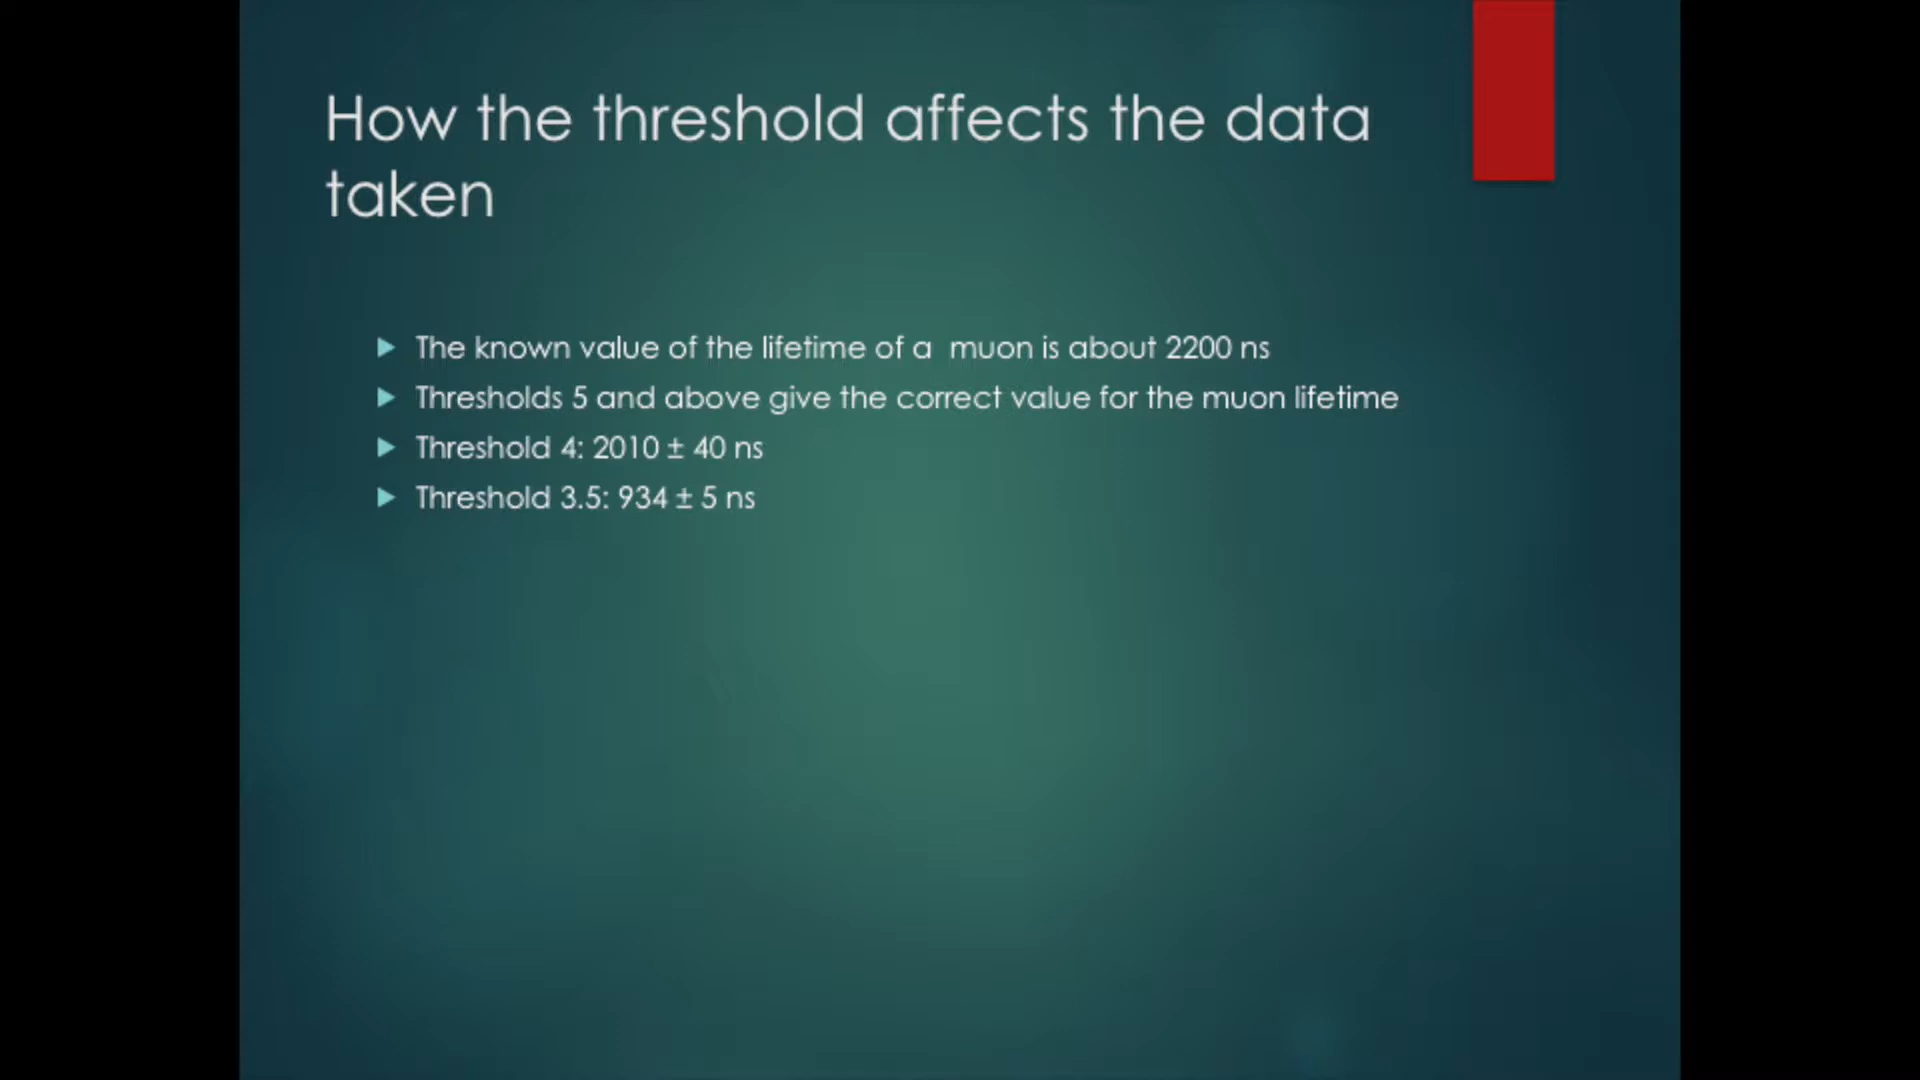 How the threshold affects the data
taken
The known value of the lifetime of a  muon is about 2200 ns
Thresholds 5 and above give the correct value for the muon lifetime
Threshold 4: 2010 ± 40 ns
Threshold 3.5: 934 ± 5 ns